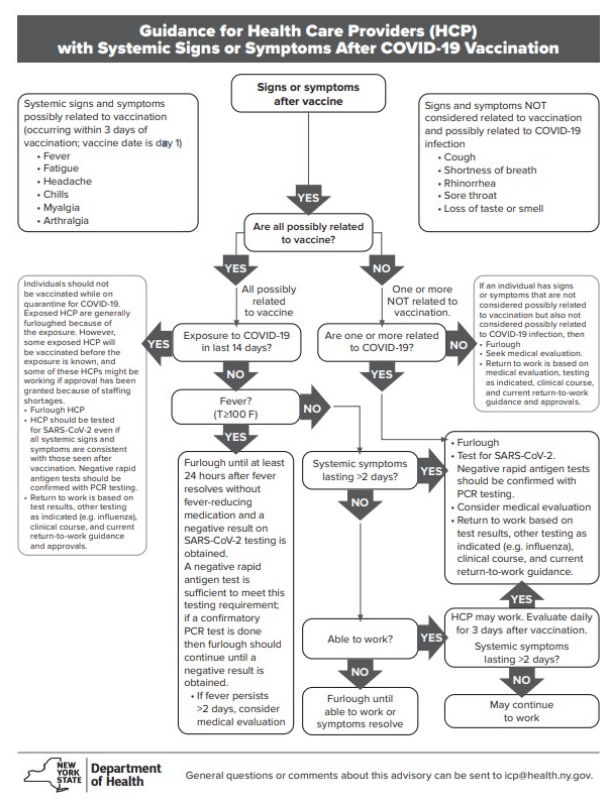 Guidance for Health Care Providers (HCP)
with Systemic Signs or Symptoms After COVID-19 Vaccination
Signs or symptoms
after vaccine
Systemic signs and symptoms
possibly related to vaccination
(occurring within 3 days of
vaccination; vaccine date is day 1)
• Fever
• Fatigue
• Headache
• Chills
• Myalgia
• Arthralgia
Signs and symptoms NOT
considered related to vaccination
and possibly related to COVID-19
infection
• Cough
• Shortness of breath
• Rhinorrhea
• Sore throat
• Loss of taste or smell
YES
Are all possibly related
to vaccine?
YES
NO
All possibly
related
to vaccine
One or more
NOT related to
vaccination.
Individuals should not
be vaccinated while on
quarantine for COVID-19.
Exposed HCP are generally
furloughed because of
the exposure. However,
some exposed HCP will
be vaccinated before the
exposure is known, and
some of these HCPs might be
working if approval has been
granted because of staffing
shortages.
• Furlough HCP
• HCP should be tested
for SARS-CoV-2 even if
all systemic signs and
symptoms are consistent
with those seen after
vaccination. Negative rapid
antigen tests should be
confirmed with PCR testing.
• Return to work is based on
test results, other testing
as indicated (e.g. influenza),
clinical course, and current
return-to-work guidance
and approvals.
YES
Exposure to COVID-19
in last 14 days?
Are one or more related
to COVID-19?
NO
If an individual has signs
or symptoms that are not
considered possibly related
to vaccination but also not
considered possibly related
to COVID-19 infection, then
• Furlough
• Seek medical evaluation.
• Return to work is based on
medical evaluation, testing
as indicated, clinical course,
and current return-to-work
guidance and approvals.
NO
YES
Fever?
(T≥100 F)
NO
YES
Furlough until at least
24 hours after fever
resolves without
fever-reducing
medication and a
negative result on
SARS-CoV-2 testing is
obtained.
A negative rapid
antigen test is
sufficient to meet this
testing requirement;
if a confirmatory
PCR test is done
then furlough should
continue until a
negative result is
obtained.
• If fever persists
>2 days, consider
medical evaluation
Systemic symptoms
lasting >2 days?
YES
NO
• Furlough
• Test for SARS-CoV-2.
Negative rapid antigen tests
should be confirmed with
PCR testing.
• Consider medical evaluation
• Return to work based on
test results, other testing as
indicated (e.g. influenza),
clinical course, and current
return-to-work guidance.
YES
Able to work?
YES
HCP may work. Evaluate daily
for 3 days after vaccination.
Systemic symptoms
lasting >2 days?
NO
NO
Furlough until
able to work or
symptoms resolve
May continue
to work
NEW
YORK
STATE
Department
of Health
General questions or comments about this advisory can be sent to icp@health.ny.gov.